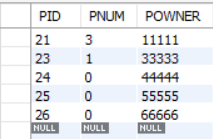 PID PNUM POWNER
21 3 11111
23 1 33333
24 0 44444
25 0 55555
26 0 66666
NULL NULL NULL